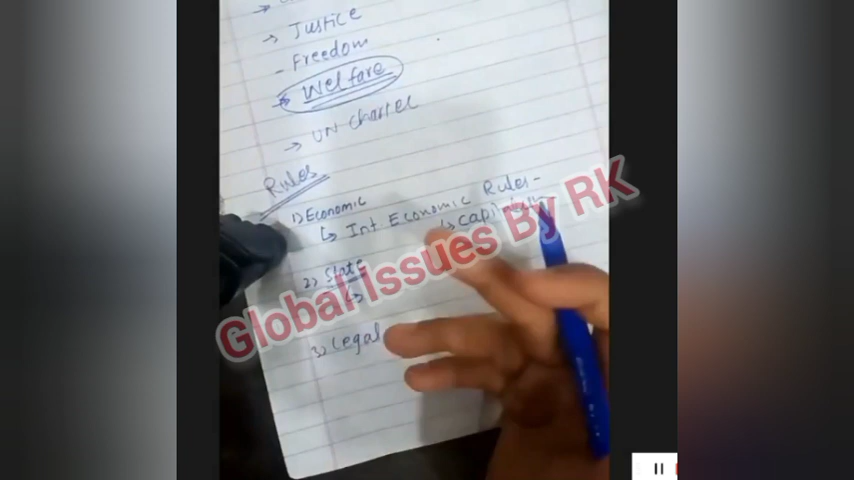 → Justice
- Freedom
→ Welfare
→ UN Charter
Rules
1) Economic
↳ Int Economic Rules -
↳ Capitalism
2) State
↳
3) Legal
Global Issues By RK